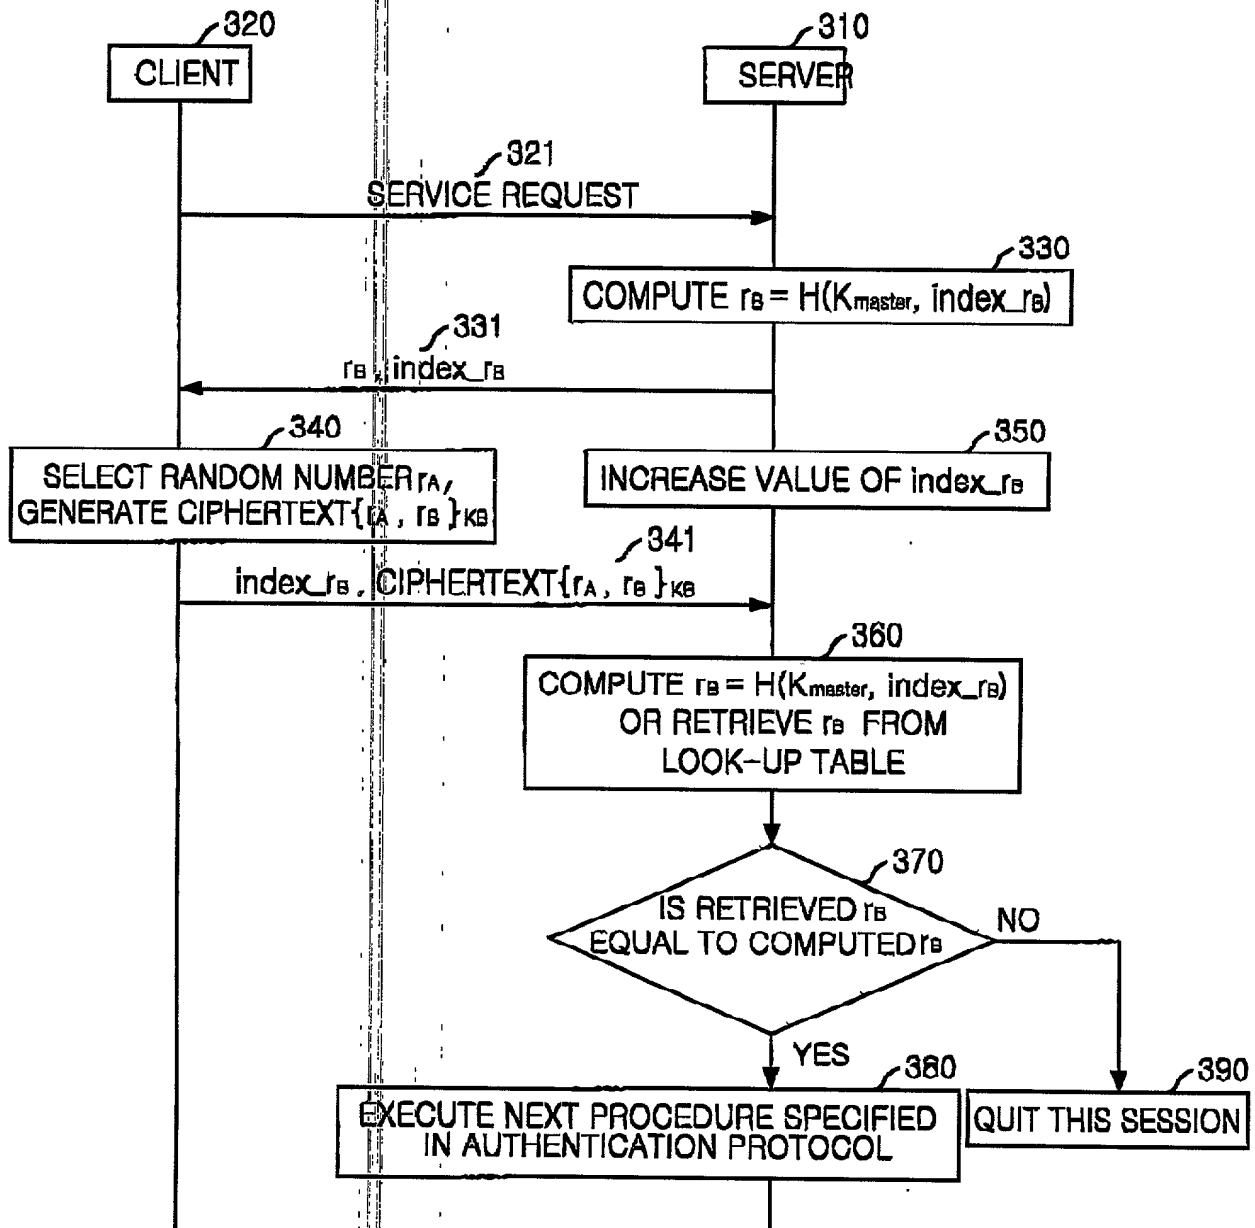 320
310
CLIENT
SERVER
321
SERVICE REQUEST
330
COMPUTE rB = H(Kmaster, index_rB)
331
rB , index_rB
340
350
SELECT RANDOM NUMBER rA,
GENERATE CIPHERTEXT{rA , rB }KB
INCREASE VALUE OF index_rB
341
index_rB , CIPHERTEXT{rA , rB }KB
360
COMPUTE rB = H(Kmaster, index_rB)
OR RETRIEVE rB FROM
LOOK-UP TABLE
370
IS RETRIEVED rB
EQUAL TO COMPUTED rB
NO
YES
380
390
EXECUTE NEXT PROCEDURE SPECIFIED
IN AUTHENTICATION PROTOCOL
QUIT THIS SESSION